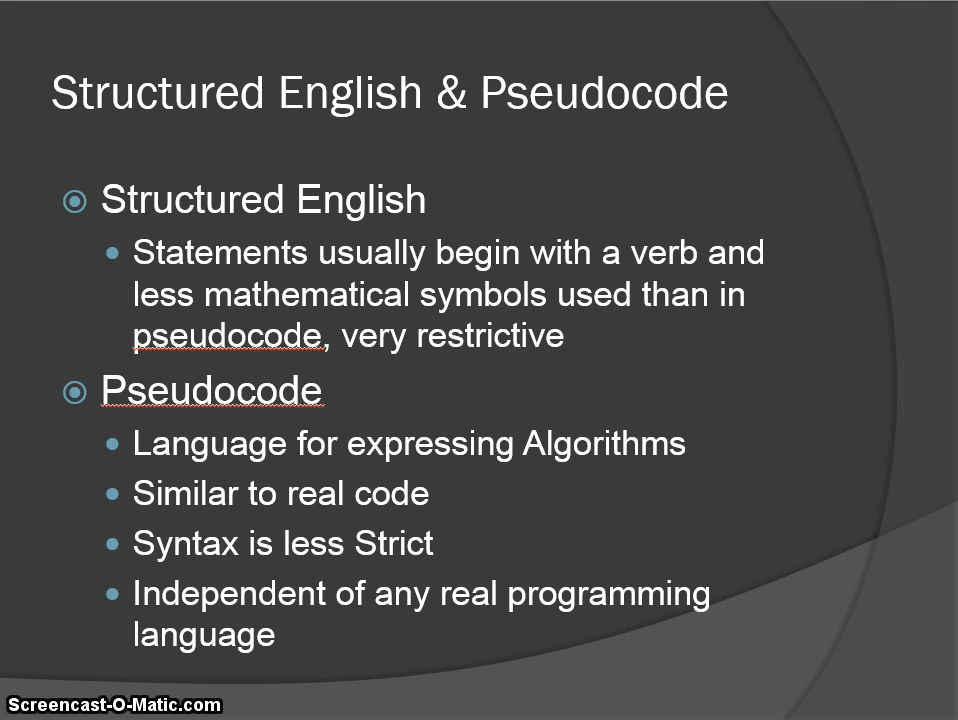 Structured English & Pseudocode
Structured English
Statements usually begin with a verb and
less mathematical symbols used than in
pseudocode, very restrictive
Pseudocode
Language for expressing Algorithms
Similar to real code
Syntax is less Strict
Independent of any real programming
language
Screencast-O-Matic.com